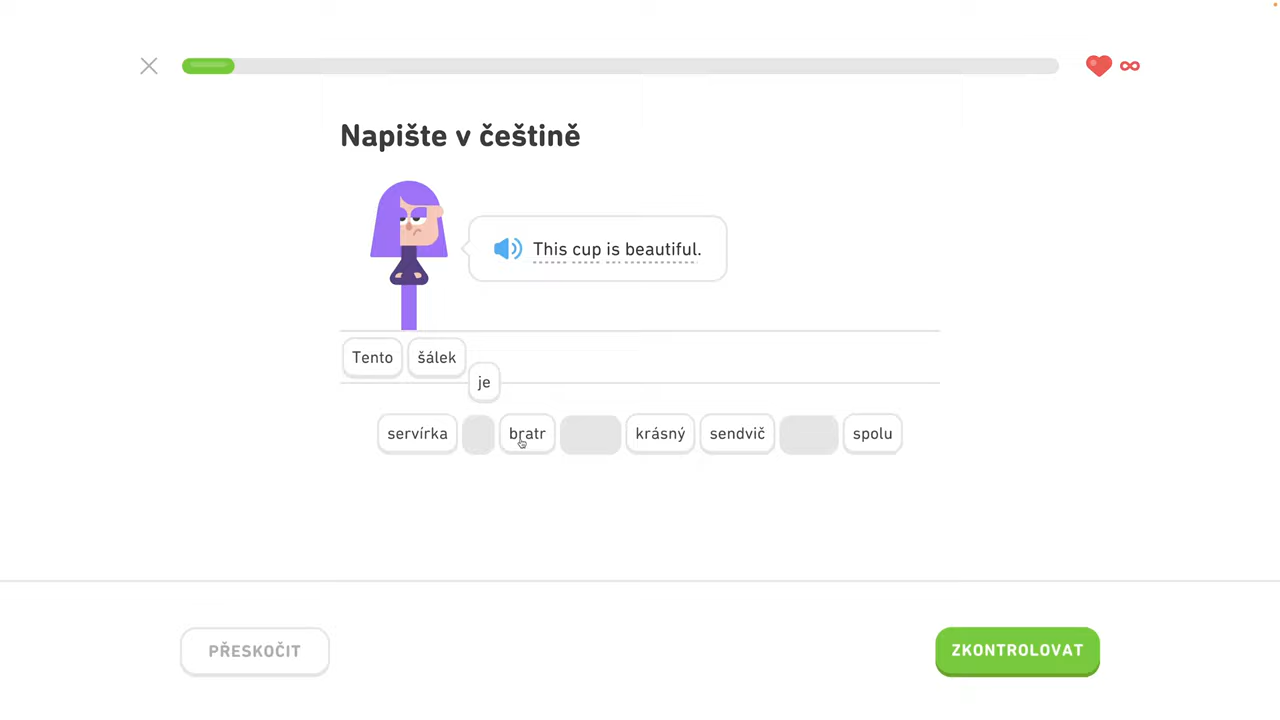 Napište v češtině
This cup is beautiful.
Tento šálek
je
servírka bratr krásný sendvič spolu
PŘESKOČIT ZKONTROLOVAT